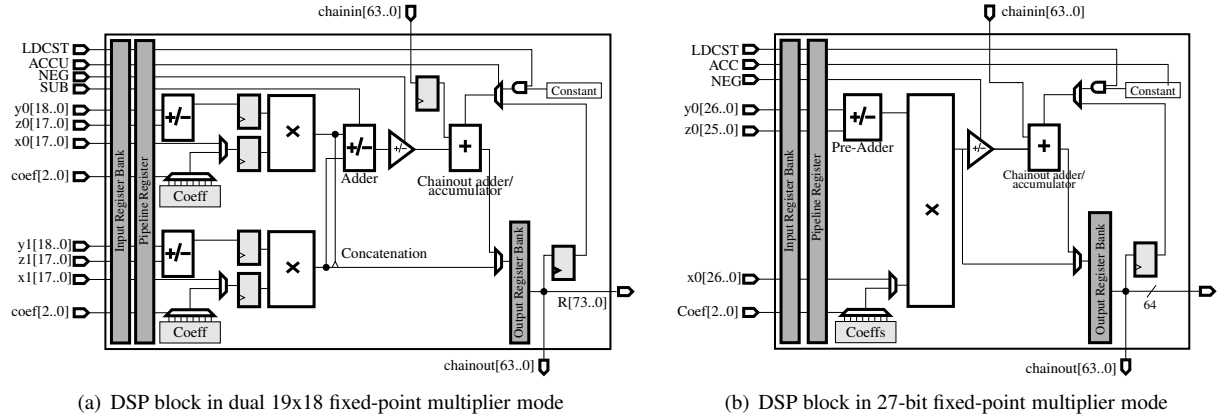 chainin[63..0]
LDCST
ACCU
NEG
SUB
y0[18..0]
z0[17..0]
x0[17..0]
coef[2..0]
Input Register Bank
Pipeline Register
+/-
×
Coeff
+/-
Adder
+/-
+
Chainout adder/
accumulator
Constant
y1[18..0]
z1[17..0]
x1[17..0]
coef[2..0]
+/-
×
Coeff
Concatenation
Output Register Bank
R[73..0]
chainout[63..0]
(a) DSP block in dual 19x18 fixed-point multiplier mode
chainin[63..0]
LDCST
ACC
NEG
y0[26..0]
z0[25..0]
Input Register Bank
Pipeline Register
+/-
Pre-Adder
×
+/-
+
Chainout adder/
accumulator
Constant
x0[26..0]
Coef[2..0]
Coeffs
Output Register Bank
64
chainout[63..0]
(b) DSP block in 27-bit fixed-point multiplier mode